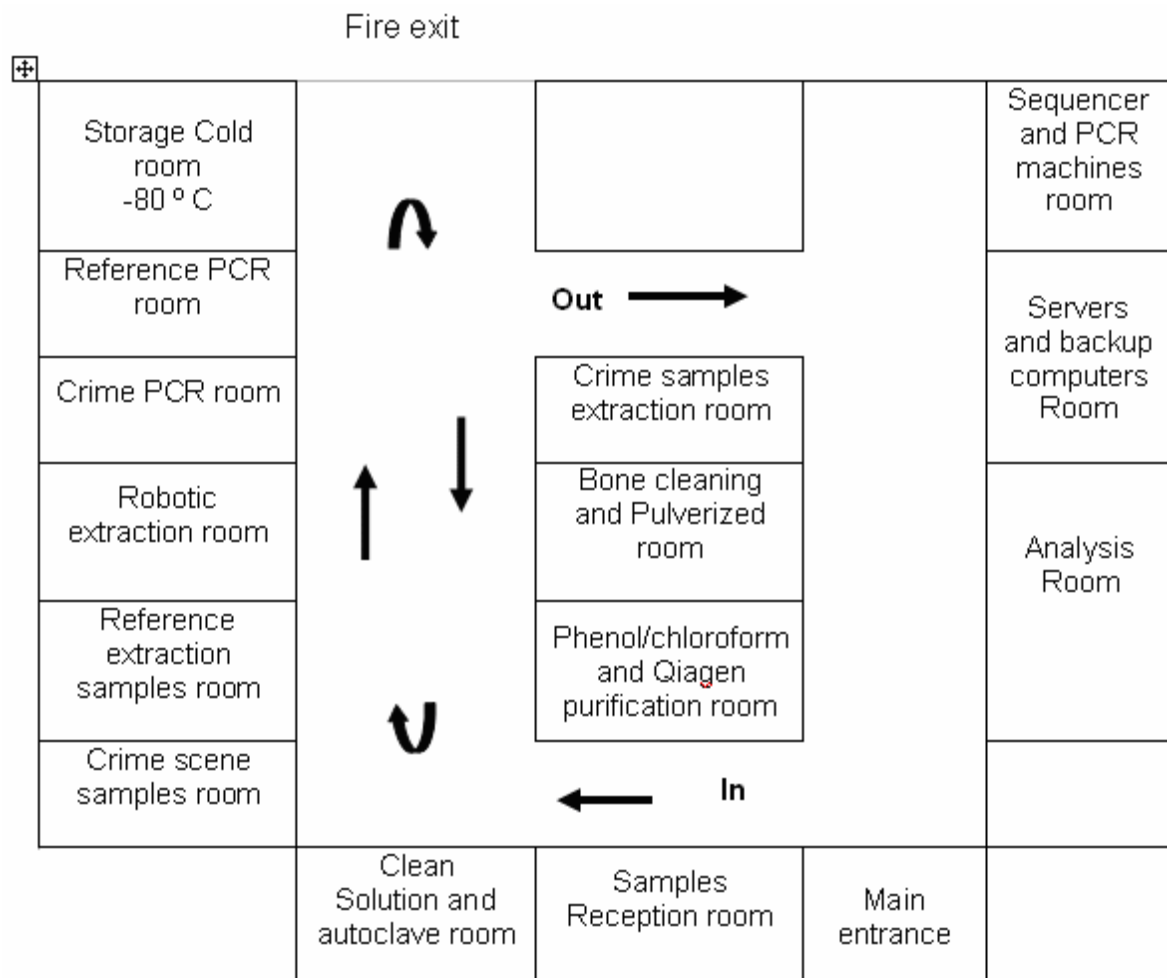 Fire exit
Storage Cold
room
-80 º C
Reference PCR
room
Crime PCR room
Robotic
extraction room
Reference
extraction
samples room
Crime scene
samples room
Out
Crime samples
extraction room
Bone cleaning
and Pulverized
room
Phenol/chloroform
and Qiagen
purification room
In
Sequencer
and PCR
machines
room
Servers
and backup
computers
Room
Analysis
Room
Clean
Solution and
autoclave room
Samples
Reception room
Main
entrance